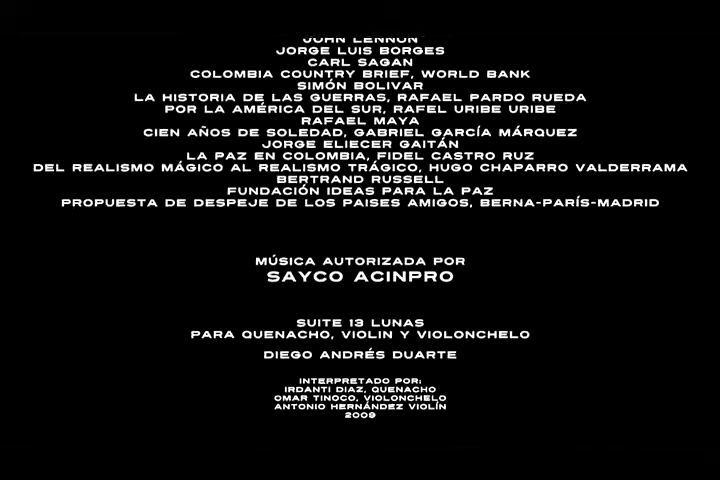 JOHN LENNON
JORGE LUIS BORGES
CARL SAGAN
COLOMBIA COUNTRY BRIEF, WORLD BANK
SIMÓN BOLIVAR
LA HISTORIA DE LAS GUERRAS, RAFAEL PARDO RUEDA
POR LA AMÉRICA DEL SUR, RAFEL URIBE URIBE
RAFAEL MAYA
CIEN AÑOS DE SOLEDAD, GABRIEL GARCÍA MÁRQUEZ
JORGE ELIECER GAITÁN
LA PAZ EN COLOMBIA, FIDEL CASTRO RUZ
DEL REALISMO MÁGICO AL REALISMO TRÁGICO, HUGO CHAPARRO VALDERRAMA
BERTRAND RUSSELL
FUNDACIÓN IDEAS PARA LA PAZ
PROPUESTA DE DESPEJE DE LOS PAISES AMIGOS, BERNA-PARÍS-MADRID
MÚSICA AUTORIZADA POR
SAYCO ACINPRO
SUITE 13 LUNAS
PARA QUENACHO, VIOLIN Y VIOLONCHELO
DIEGO ANDRÉS DUARTE
INTERPRETADO POR:
IRDANTI DIAZ, QUENACHO
OMAR TINOCO, VIOLONCHELO
ANTONIO HERNÁNDEZ VIOLÍN
2009